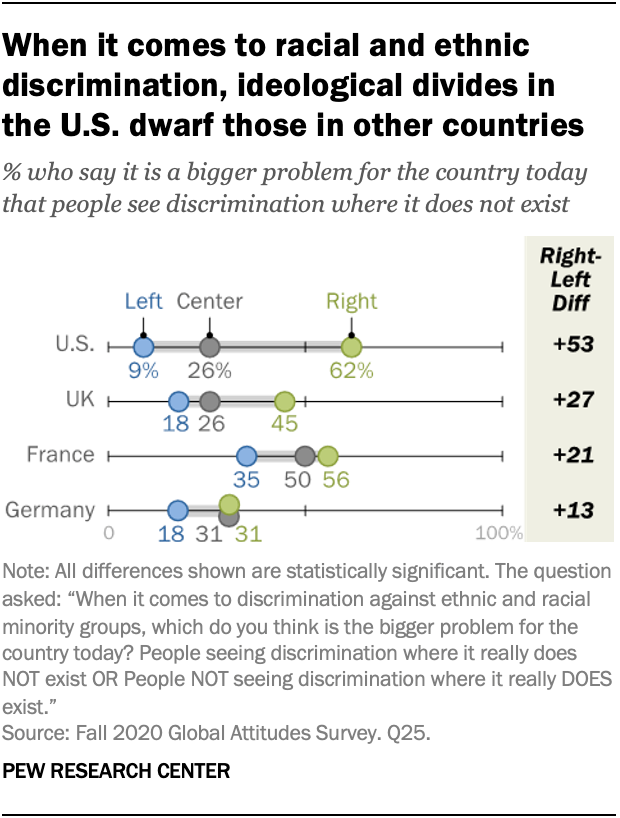 When it comes to racial and ethnic
discrimination, ideological divides in
the U.S. dwarf those in other countries
% who say it is a bigger problem for the country today
that people see discrimination where it does not exist
Right-
Left
Diff
Left Center Right
U.S. +53
9% 26% 62%
UK +27
18 26 45
France +21
35 50 56
Germany +13
0 18 31 31 100%
Note: All differences shown are statistically significant. The question
asked: “When it comes to discrimination against ethnic and racial
minority groups, which do you think is the bigger problem for the
country today? People seeing discrimination where it really does
NOT exist OR People NOT seeing discrimination where it really DOES
exist.”
Source: Fall 2020 Global Attitudes Survey. Q25.
PEW RESEARCH CENTER